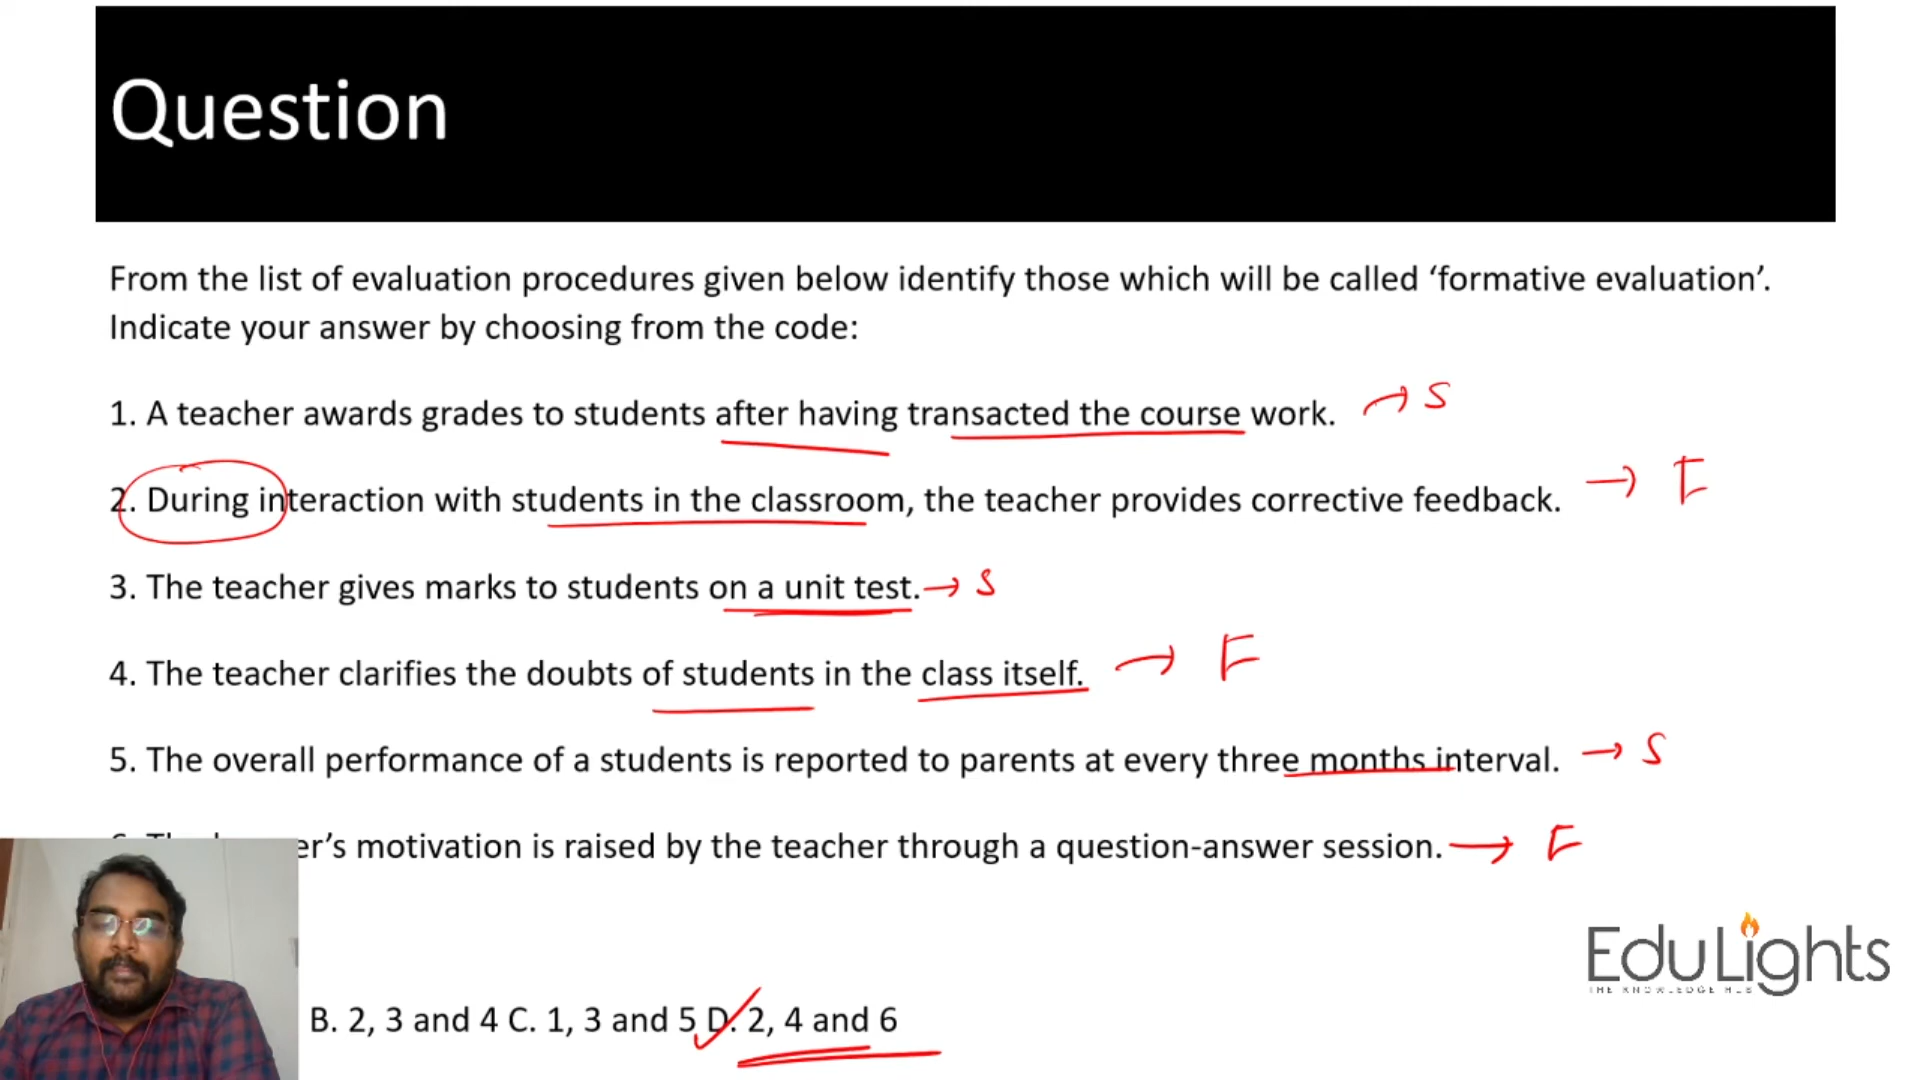 Question
From the list of evaluation procedures given below identify those which will be called ‘formative evaluation’.
Indicate your answer by choosing from the code:
1. A teacher awards grades to students after having transacted the course work. → S
2. During interaction with students in the classroom, the teacher provides corrective feedback. → F
3. The teacher gives marks to students on a unit test. → S
4. The teacher clarifies the doubts of students in the class itself. → F
5. The overall performance of a students is reported to parents at every three months interval. → S
motivation is raised by the teacher through a question-answer session. → F
EduLights
THE KNOWLEDGE HUB
B. 2, 3 and 4 C. 1, 3 and 5 D. 2, 4 and 6